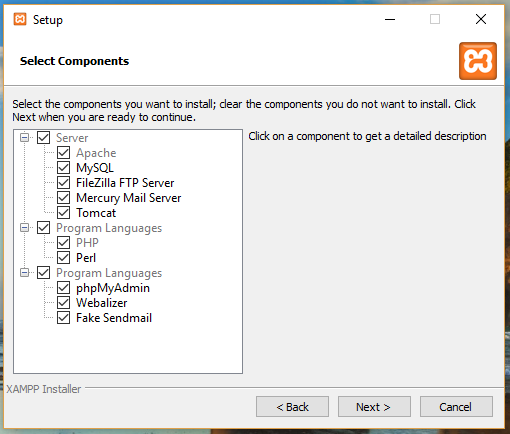 Setup
Select Components
Select the components you want to install; clear the components you do not want to install. Click
Next when you are ready to continue.
Server
Apache
MySQL
FileZilla FTP Server
Mercury Mail Server
Tomcat
Program Languages
PHP
Perl
Program Languages
phpMyAdmin
Webalizer
Fake Sendmail
Click on a component to get a detailed description
XAMPP Installer
< Back
Next >
Cancel